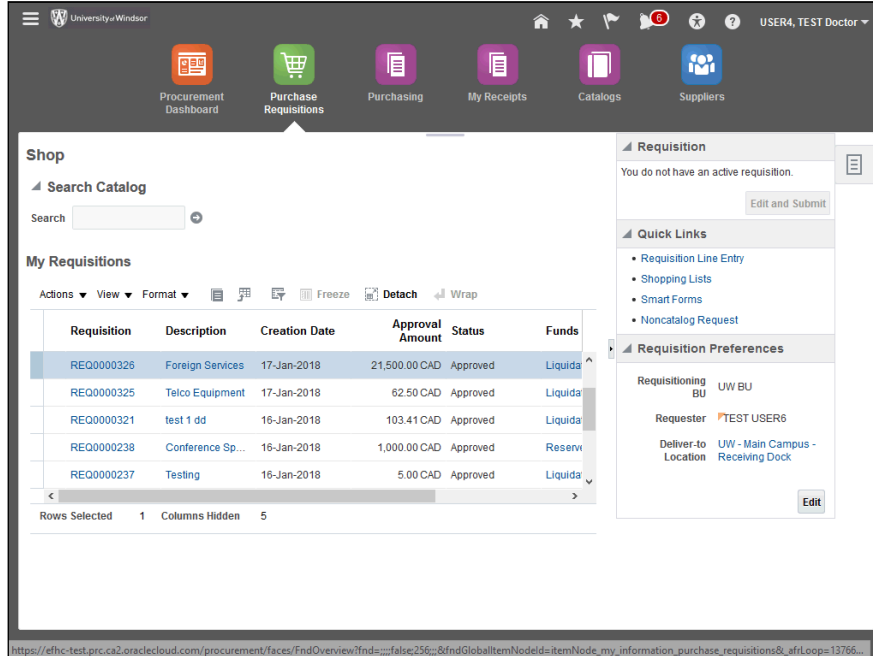 University of Windsor
6
USER4, TEST Doctor
Procurement Dashboard
Purchase Requisitions
Purchasing
My Receipts
Catalogs
Suppliers
Shop
Search Catalog
Search
My Requisitions
Actions View Format Freeze Detach Wrap
Requisition Description Creation Date Approval Amount Status Funds
REQ0000326 Foreign Services 17-Jan-2018 21,500.00 CAD Approved Liquida
REQ0000325 Telco Equipment 17-Jan-2018 62.50 CAD Approved Liquida
REQ0000321 test 1 dd 16-Jan-2018 103.41 CAD Approved Liquida
REQ0000238 Conference Sp... 16-Jan-2018 1,000.00 CAD Approved Reserve
REQ0000237 Testing 16-Jan-2018 5.00 CAD Approved Liquida
Rows Selected 1 Columns Hidden 5
Requisition
You do not have an active requisition.
Edit and Submit
Quick Links
• Requisition Line Entry
• Shopping Lists
• Smart Forms
• Noncatalog Request
Requisition Preferences
Requisitioning BU UW BU
Requester TEST USER6
Deliver-to Location UW - Main Campus - Receiving Dock
Edit
https://efhc-test.prc.ca2.oraclecloud.com/procurement/faces/FndOverview?fnd=;;;;false;256;;;&fndGlobalItemNodeId=itemNode_my_information_purchase_requisitions&_afrLoop=13766...